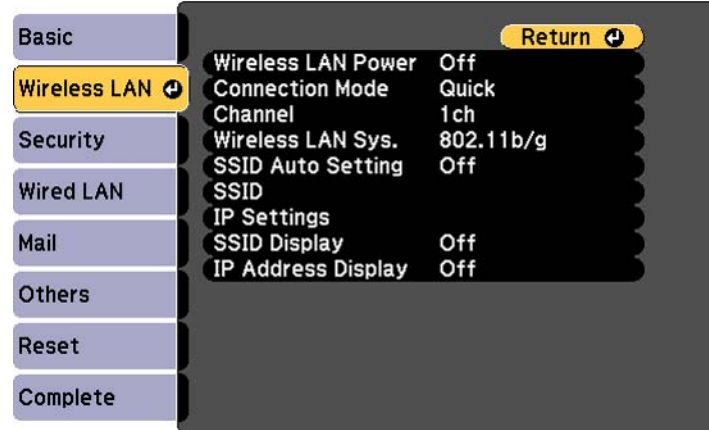 Basic
Wireless LAN
Security
Wired LAN
Mail
Others
Reset
Complete
Return
Wireless LAN Power Off
Connection Mode Quick
Channel 1ch
Wireless LAN Sys. 802.11b/g
SSID Auto Setting Off
SSID
IP Settings
SSID Display Off
IP Address Display Off